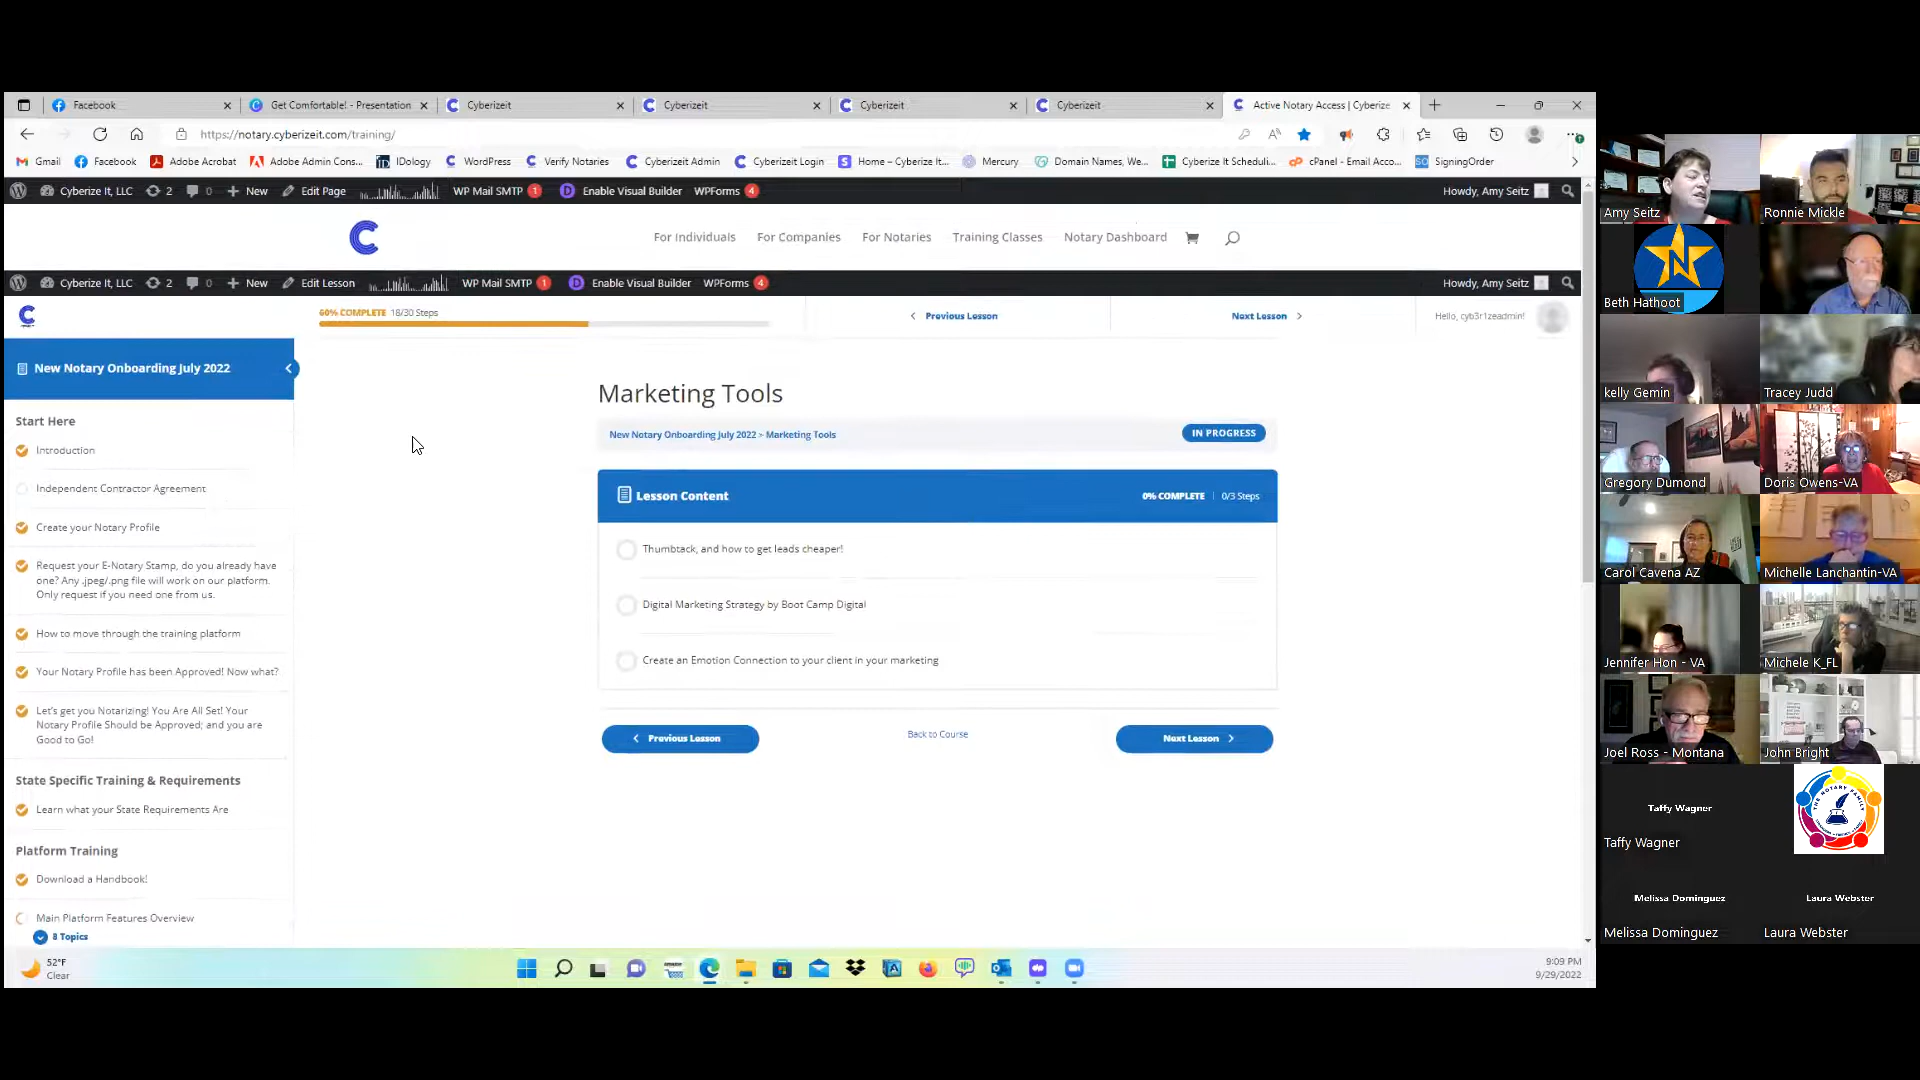 Facebook
Get Comfortable! - Presentation
Cyberizeit
Cyberizeit
Cyberizeit
Cyberizeit
Active Notary Access | Cyberize
https://notary.cyberizeit.com/training/
Gmail
Facebook
Adobe Acrobat
Adobe Admin Cons...
IDology
WordPress
Verify Notaries
Cyberizeit Admin
Cyberizeit Login
Home – Cyberize It...
Mercury
Domain Names, We...
Cyberize It Scheduli...
cPanel - Email Acco...
SigningOrder
Cyberize It, LLC 2 0 New Edit Page WP Mail SMTP 1 Enable Visual Builder WPForms 4 Howdy, Amy Seitz
For Individuals For Companies For Notaries Training Classes Notary Dashboard
Cyberize It, LLC 2 0 New Edit Lesson WP Mail SMTP 1 Enable Visual Builder WPForms 4 Howdy, Amy Seitz
60% COMPLETE 18/30 Steps
Previous Lesson
Next Lesson
Hello, cyb3r1zeadmin!
New Notary Onboarding July 2022
Start Here
Introduction
Independent Contractor Agreement
Create your Notary Profile
Request your E-Notary Stamp, do you already have
one? Any .jpeg/.png file will work on our platform.
Only request if you need one from us.
How to move through the training platform
Your Notary Profile has been Approved! Now what?
Let's get you Notarizing! You Are All Set! Your
Notary Profile Should be Approved; and you are
Good to Go!
State Specific Training & Requirements
Learn what your State Requirements Are
Platform Training
Download a Handbook!
Main Platform Features Overview
8 Topics
Marketing Tools
New Notary Onboarding July 2022 > Marketing Tools
IN PROGRESS
Lesson Content
0% COMPLETE 0/3 Steps
Thumbtack, and how to get leads cheaper!
Digital Marketing Strategy by Boot Camp Digital
Create an Emotion Connection to your client in your marketing
Previous Lesson
Back to Course
Next Lesson
52°F
Clear
9:09 PM
9/29/2022
Amy Seitz
Ronnie Mickle
N
Beth Hathoot
kelly Gemin
Tracey Judd
Gregory Dumond
Doris Owens-VA
Carol Cavena AZ
Michelle Lanchantin-VA
Jennifer Hon - VA
Michele K_FL
Joel Ross - Montana
John Bright
Taffy Wagner
Taffy Wagner
THE NOTARY FAMILY
Melissa Dominguez
Melissa Dominguez
Laura Webster
Laura Webster